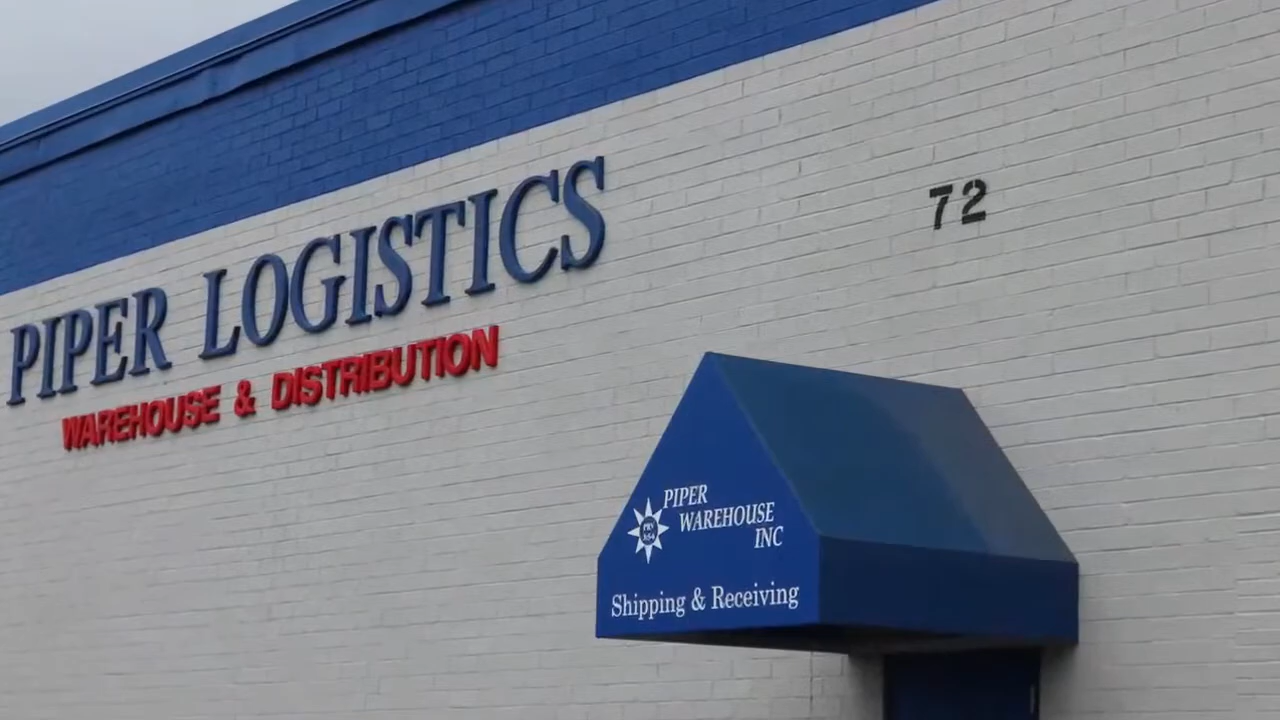 PIPER LOGISTICS
WAREHOUSE & DISTRIBUTION
72
PIPER
WAREHOUSE
INC
Shipping & Receiving